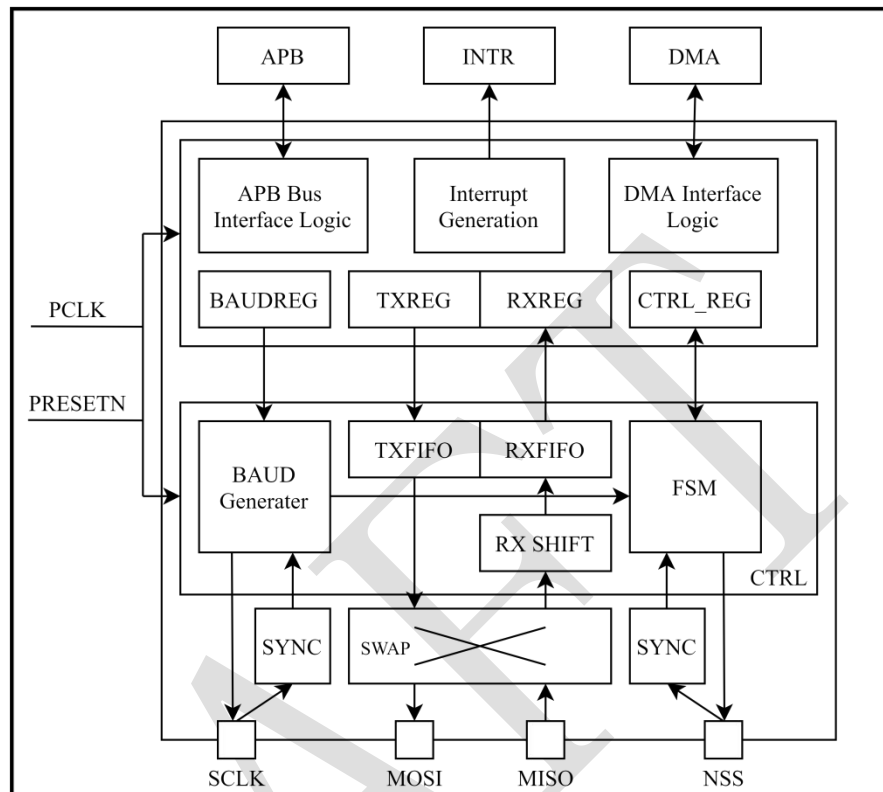 APB
INTR
DMA
APB Bus
Interface Logic
Interrupt
Generation
DMA Interface
Logic
BAUDREG
TXREG
RXREG
CTRL_REG
PCLK
PRESETN
BAUD
Generater
TXFIFO
RXFIFO
FSM
RX SHIFT
CTRL
SYNC
SWAP
SYNC
SCLK
MOSI
MISO
NSS